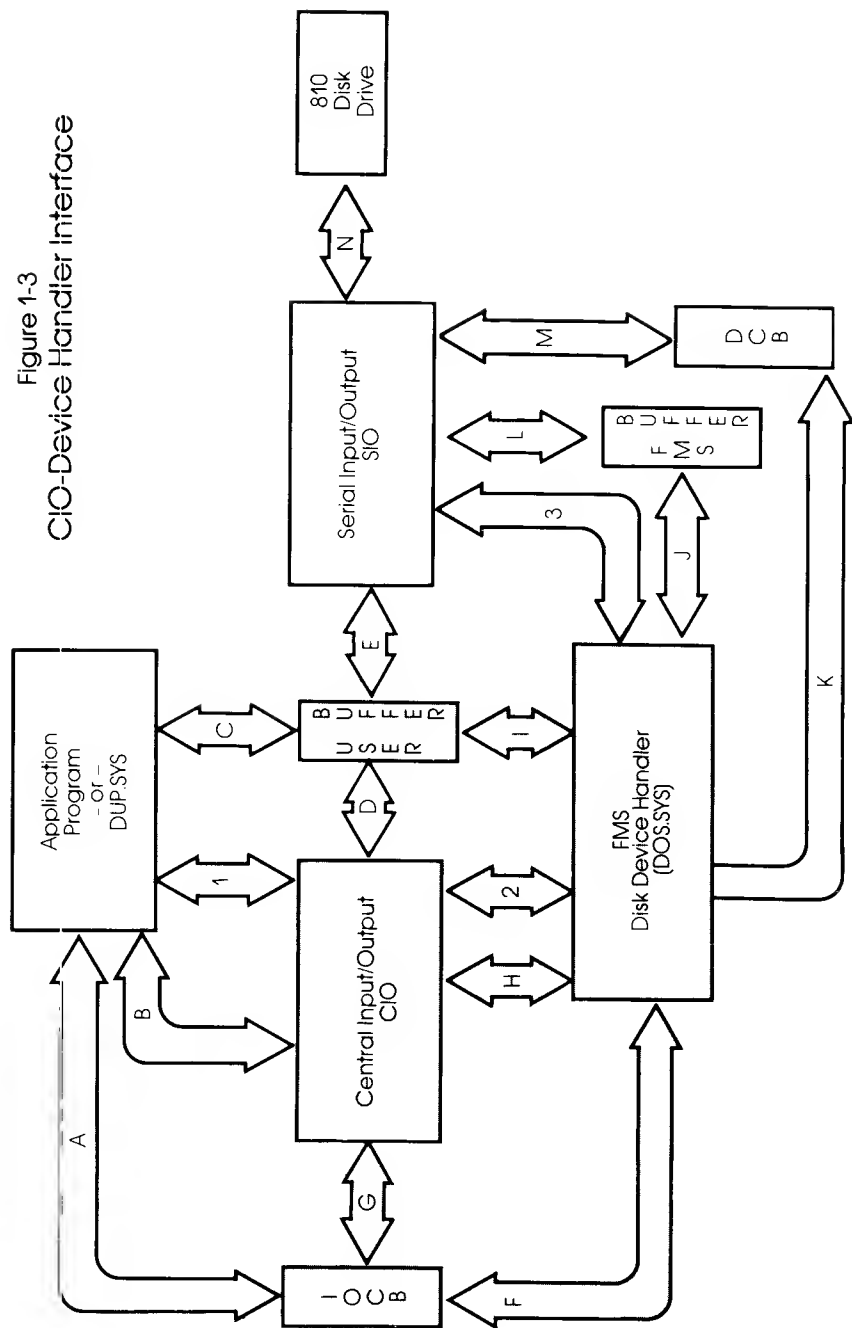 Figure 1-3
CIO-Device Handler Interface
Application
Program
-or-
DUP.SYS
A
B
1
C
IOCB
G
Central Input/Output
CIO
D
USER
BUFFER
E
Serial Input/Output
SIO
N
810
Disk
Drive
F
H
2
I
3
L
M
FMS
Disk Device Handler
(DOS.SYS)
J
FMS
BUFFER
DCB
K